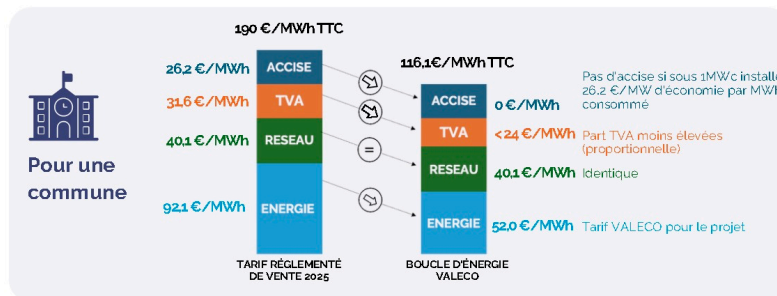 190 €/MWh TTC
116,1€/MWh TTC
26,2 €/MWh
ACCISE
31,6 €/MWh
TVA
40,1 €/MWh
RESEAU
=
92,1 €/MWh
ENERGIE
Pour une
commune
ACCISE
0 €/MWh
Pas d'accise si sous 1MWc installé
26,2 €/MW d'économie par MWh
consommé
TVA
<24 €/MWh
Part TVA moins élevées
(proportionnelle)
RESEAU
40,1 €/MWh
Identique
ENERGIE
52,0 €/MWh
Tarif VALECO pour le projet
TARIF RÉGLEMENTÉ
DE VENTE 2025
BOUCLE D'ÉNERGIE
VALECO